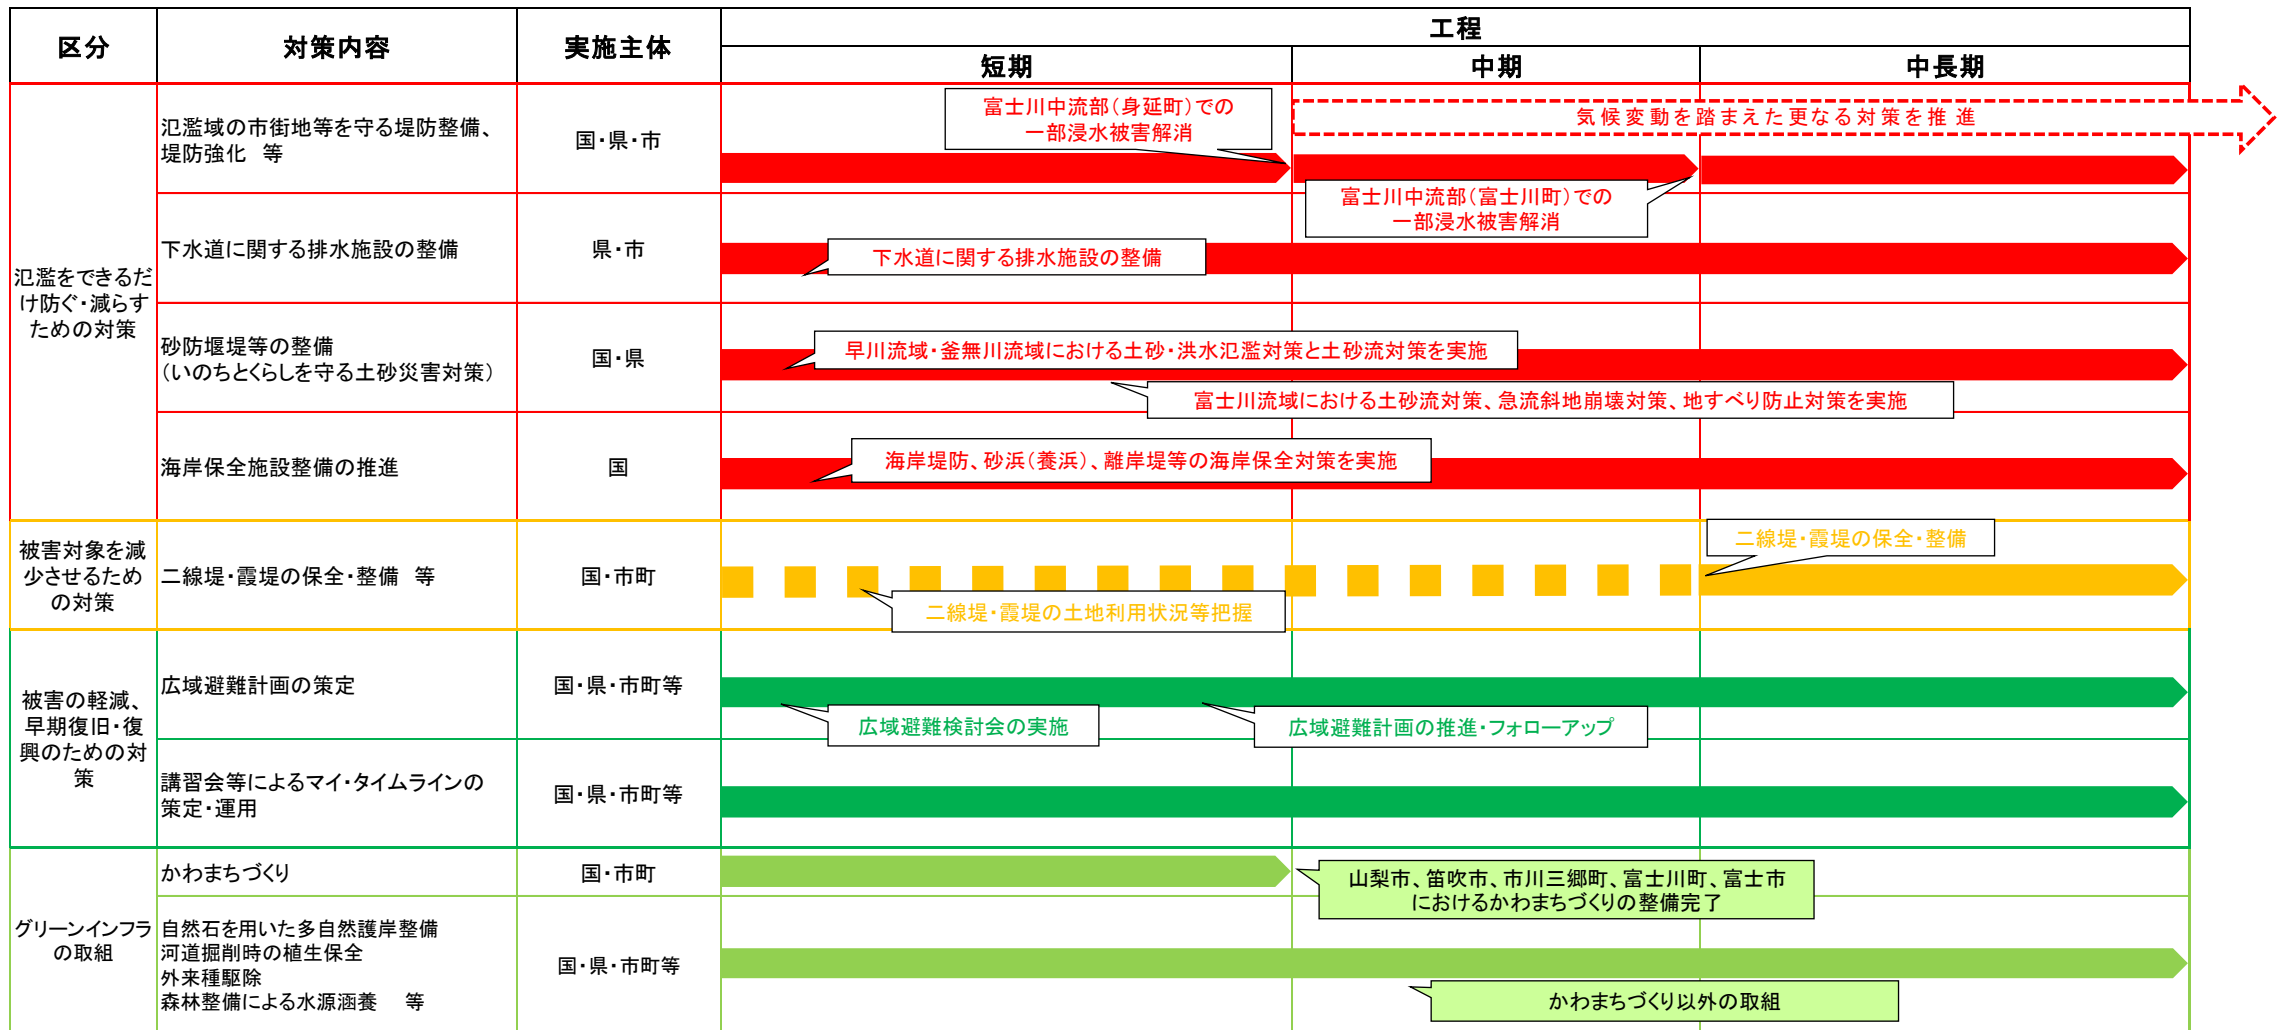 区分
対策内容
実施主体
工程
短期
中期
中長期
氾濫をできるだ
け防ぐ・減らす
ための対策
氾濫域の市街地等を守る堤防整備、
堤防強化 等
国・県・市
富士川中流部（身延町）での
一部浸水被害解消
気候変動を踏まえた更なる対策を推進
富士川中流部（富士川町）での
一部浸水被害解消
下水道に関する排水施設の整備
県・市
下水道に関する排水施設の整備
砂防堰堤等の整備
（いのちとくらしを守る土砂災害対策）
国・県
早川流域・釜無川流域における土砂・洪水氾濫対策と土砂流対策を実施
富士川流域における土砂流対策、急流斜地崩壊対策、地すべり防止対策を実施
海岸保全施設整備の推進
国
海岸堤防、砂浜（養浜）、離岸堤等の海岸保全対策を実施
被害対象を減
少させるため
の対策
二線堤・霞堤の保全・整備 等
国・市町
二線堤・霞堤の保全・整備
二線堤・霞堤の土地利用状況等把握
被害の軽減、
早期復旧・復
興のための対
策
広域避難計画の策定
国・県・市町等
広域避難検討会の実施
広域避難計画の推進・フォローアップ
講習会等によるマイ・タイムラインの
策定・運用
国・県・市町等
グリーンインフラ
の取組
かわまちづくり
国・市町
山梨市、笛吹市、市川三郷町、富士川町、富士市
におけるかわまちづくりの整備完了
自然石を用いた多自然護岸整備
河道掘削時の植生保全
外来種駆除
森林整備による水源涵養 等
国・県・市町等
かわまちづくり以外の取組